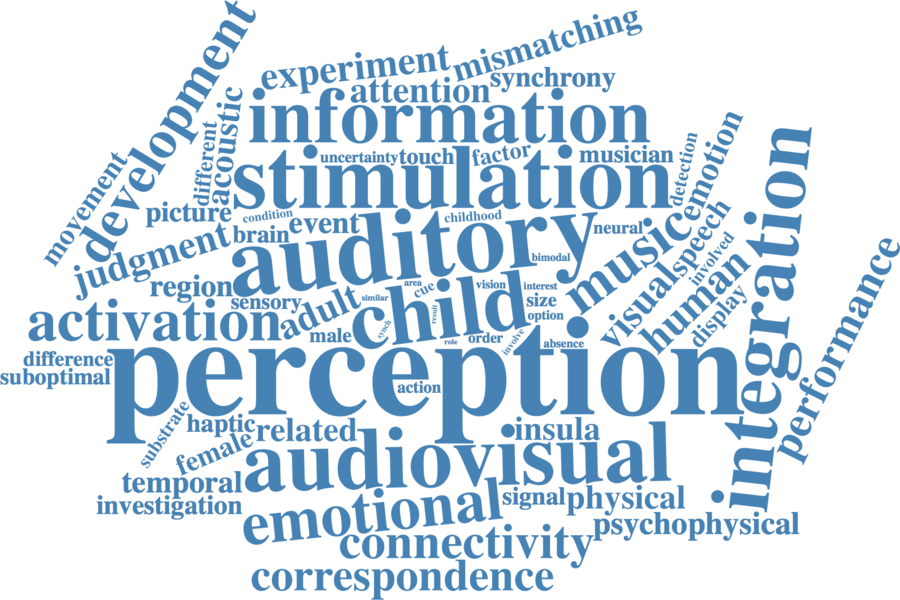 development
experiment
mismatching
attention
synchrony
acoustic
information
different
uncertainty
touch
factor
musician
detection
emotion
movement
stimulation
picture
condition
childhood
event
brain
neural
judgment
auditory
bimodal
music
speech
involved
integration
region
sensory
adult
similar
area
cue
vision
interest
size
option
visual
human
display
performance
activation
male
child
synch
result
role
order
involve
absence
difference
suboptimal
perception
action
substrate
haptic
related
insula
female
audiovisual
temporal
investigation
emotional
signal
physical
psychophysical
connectivity
correspondence